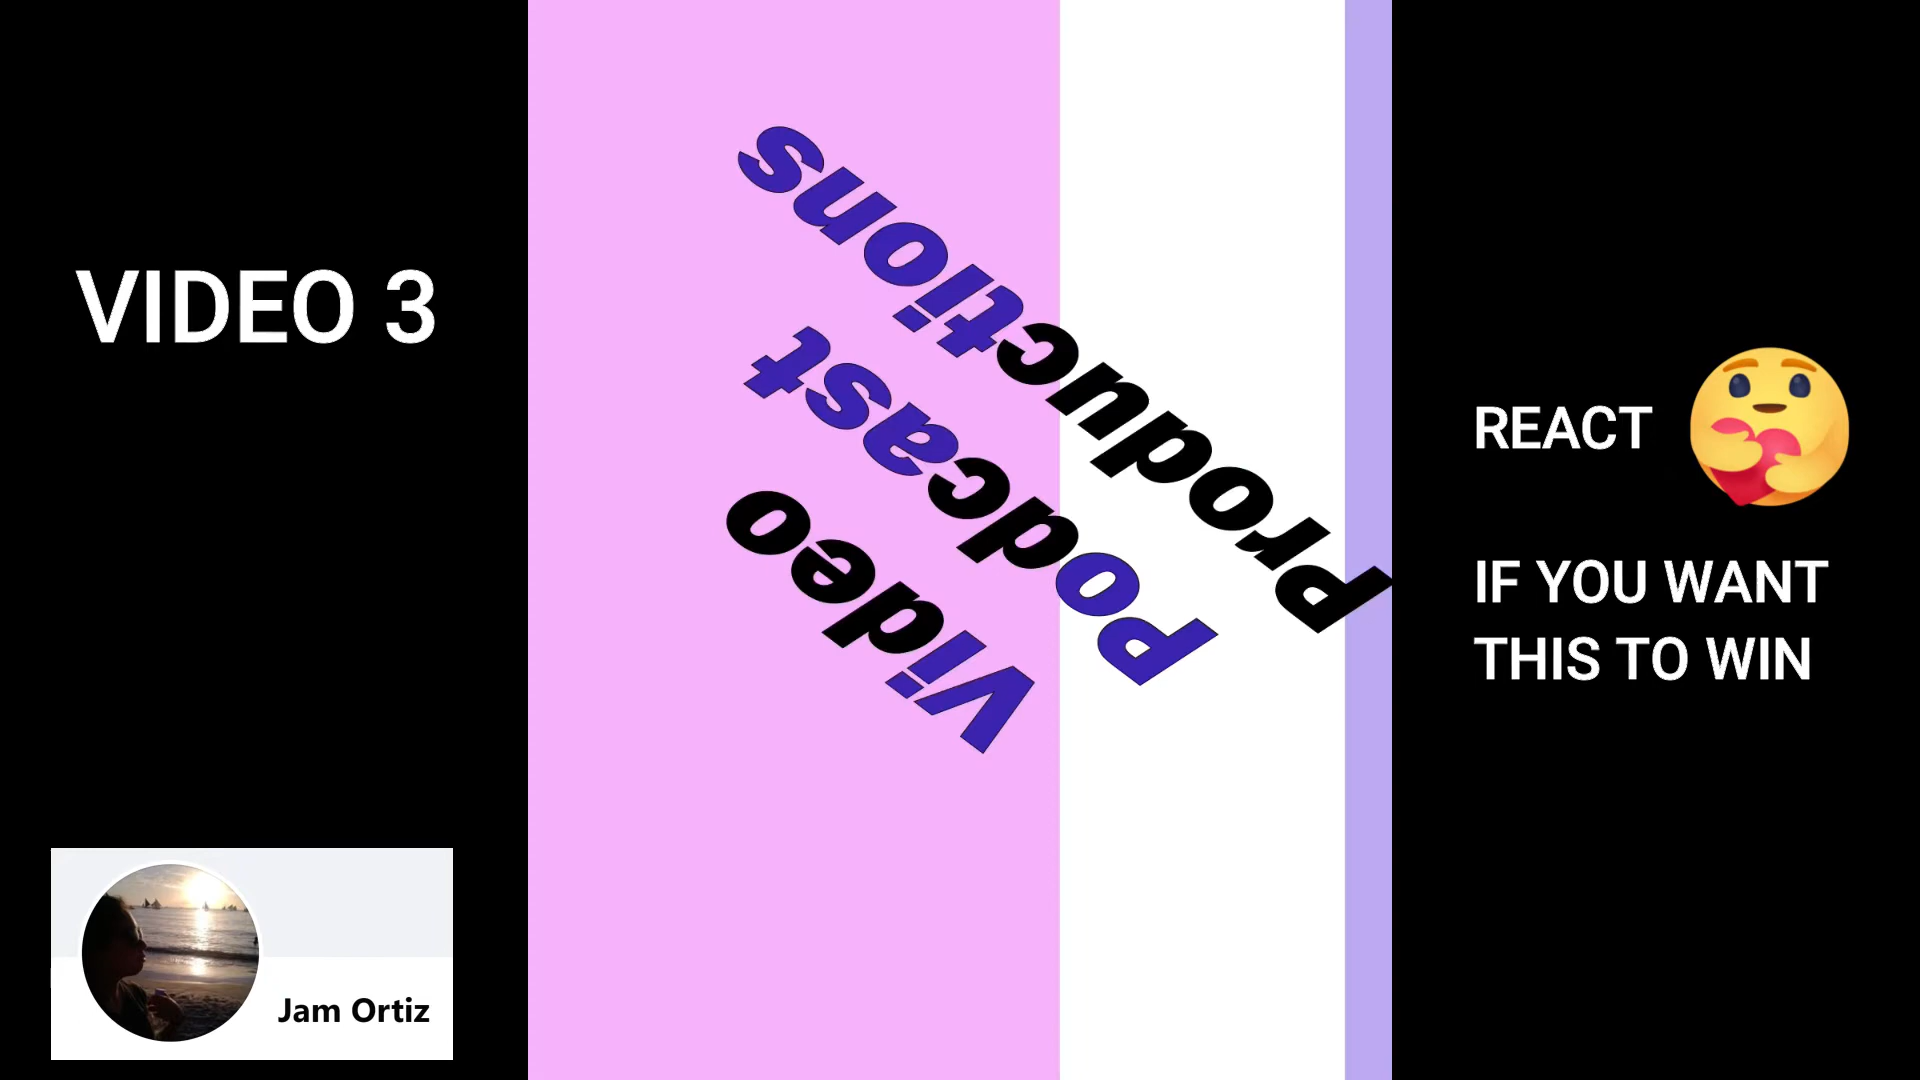 VIDEO 3
Video
Podcast
Productions
REACT
IF YOU WANT
THIS TO WIN
Jam Ortiz